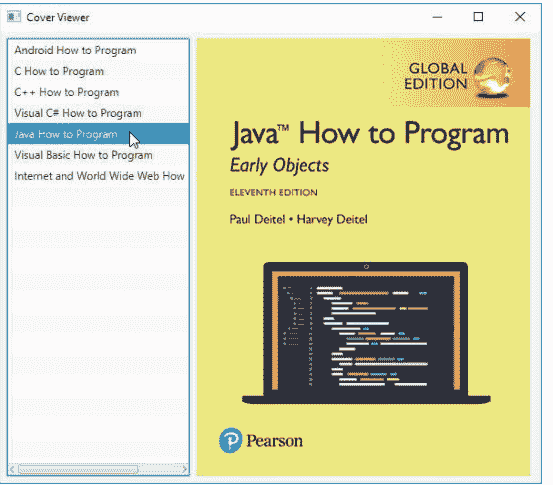 Cover Viewer
Android How to Program
C How to Program
C++ How to Program
Visual C# How to Program
Java How to Program
Visual Basic How to Program
Internet and World Wide Web How
GLOBAL
EDITION
Java™ How to Program
Early Objects
ELEVENTH EDITION
Paul Deitel • Harvey Deitel
P Pearson